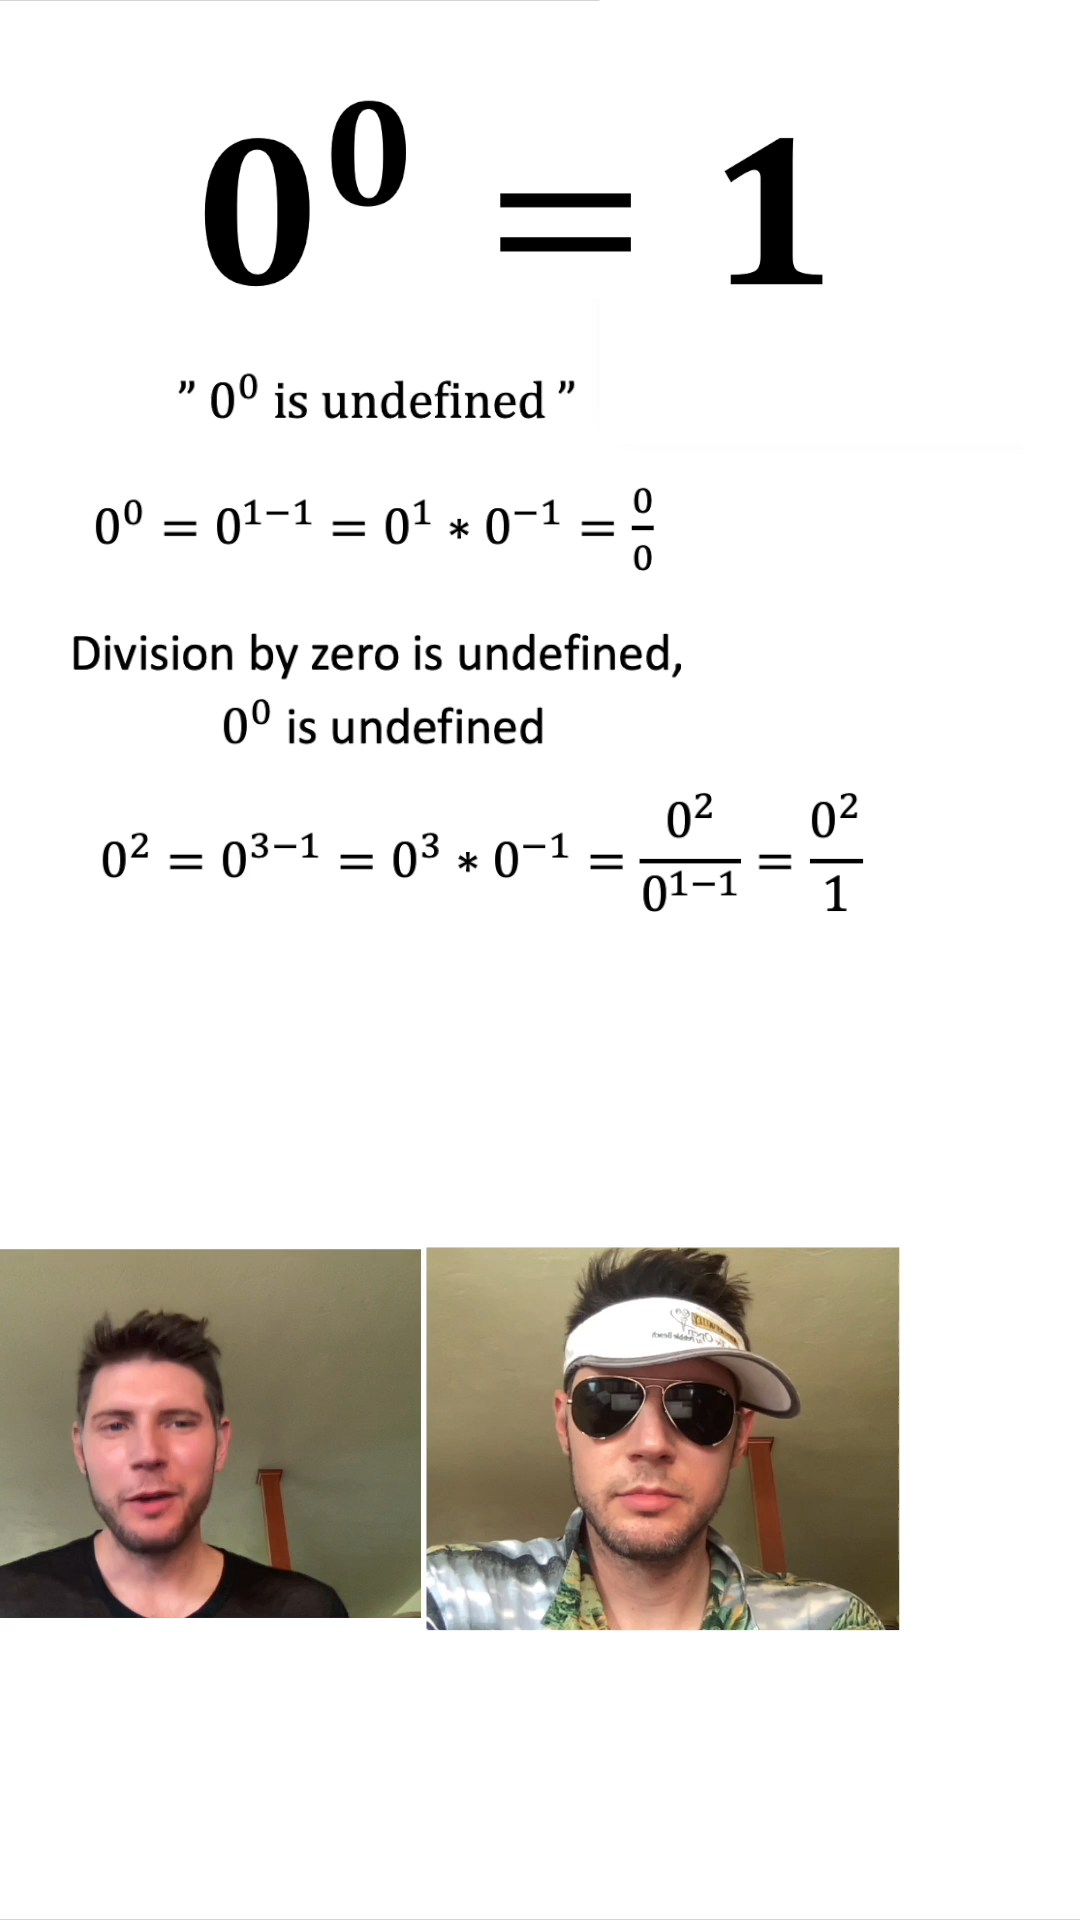 0⁰ = 1
” 0⁰ is undefined ”
0⁰ = 0¹⁻¹ = 0¹ * 0⁻¹ = 0/0
Division by zero is undefined,
0⁰ is undefined
0² = 0³⁻¹ = 0³ * 0⁻¹ = 0²/0¹⁻¹ = 0²/1